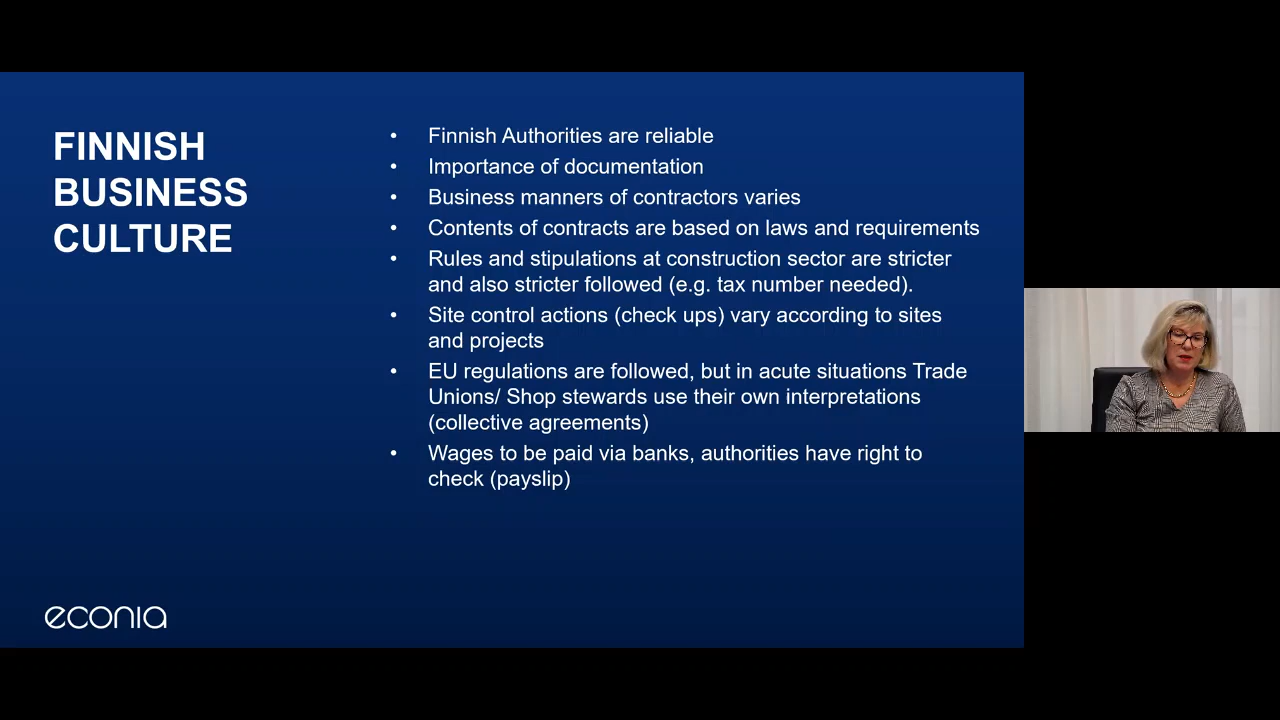 FINNISH
BUSINESS
CULTURE
• Finnish Authorities are reliable
• Importance of documentation
• Business manners of contractors varies
• Contents of contracts are based on laws and requirements
• Rules and stipulations at construction sector are stricter
and also stricter followed (e.g. tax number needed).
• Site control actions (check ups) vary according to sites
and projects
• EU regulations are followed, but in acute situations Trade
Unions/ Shop stewards use their own interpretations
(collective agreements)
• Wages to be paid via banks, authorities have right to
check (payslip)
econia